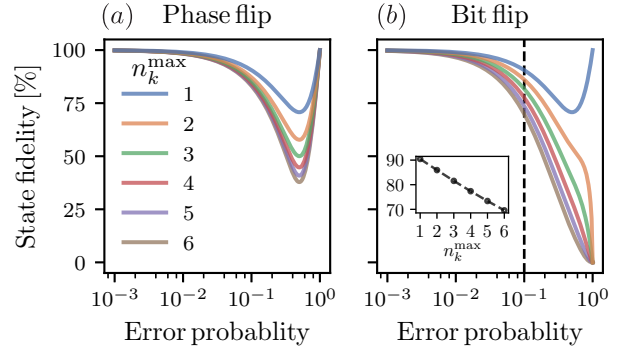 (a) Phase flip
(b) Bit flip
State fidelity [%]
100
75
50
25
0
n_k^max
1
2
3
4
5
6
90
80
70
1 2 3 4 5 6
n_k^max
10^−3 10^−2 10^−1 10^0
10^−3 10^−2 10^−1 10^0
Error probablity
Error probablity